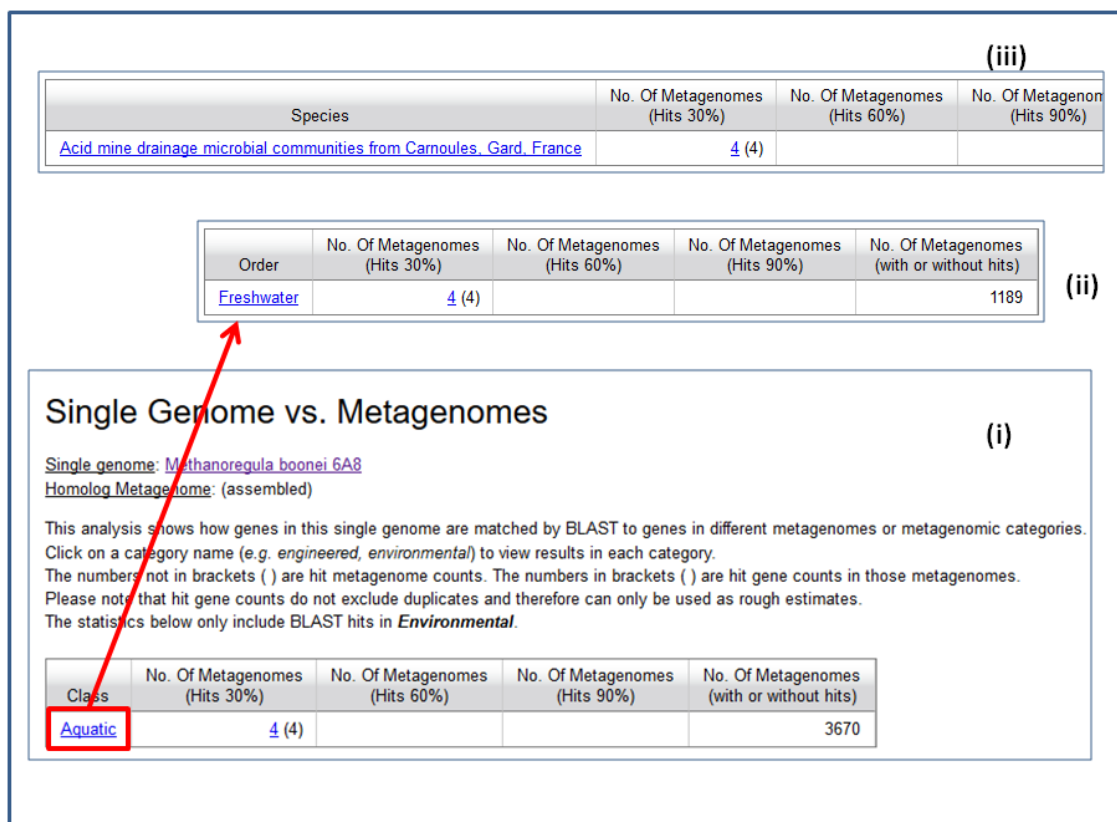 (iii)
Species
No. Of Metagenomes (Hits 30%)
No. Of Metagenomes (Hits 60%)
No. Of Metagenom (Hits 90%)
Acid mine drainage microbial communities from Carnoules, Gard, France
4 (4)
Order
No. Of Metagenomes (Hits 30%)
No. Of Metagenomes (Hits 60%)
No. Of Metagenomes (Hits 90%)
No. Of Metagenomes (with or without hits)
Freshwater
4 (4)
1189
(ii)
Single Genome vs. Metagenomes
(i)
Single genome: Methanoregula boonei 6A8
Homolog Metagenome: (assembled)
This analysis shows how genes in this single genome are matched by BLAST to genes in different metagenomes or metagenomic categories.
Click on a category name (e.g. engineered, environmental) to view results in each category.
The numbers not in brackets ( ) are hit metagenome counts. The numbers in brackets ( ) are hit gene counts in those metagenomes.
Please note that hit gene counts do not exclude duplicates and therefore can only be used as rough estimates.
The statistics below only include BLAST hits in Environmental.
Class
No. Of Metagenomes (Hits 30%)
No. Of Metagenomes (Hits 60%)
No. Of Metagenomes (Hits 90%)
No. Of Metagenomes (with or without hits)
Aquatic
4 (4)
3670